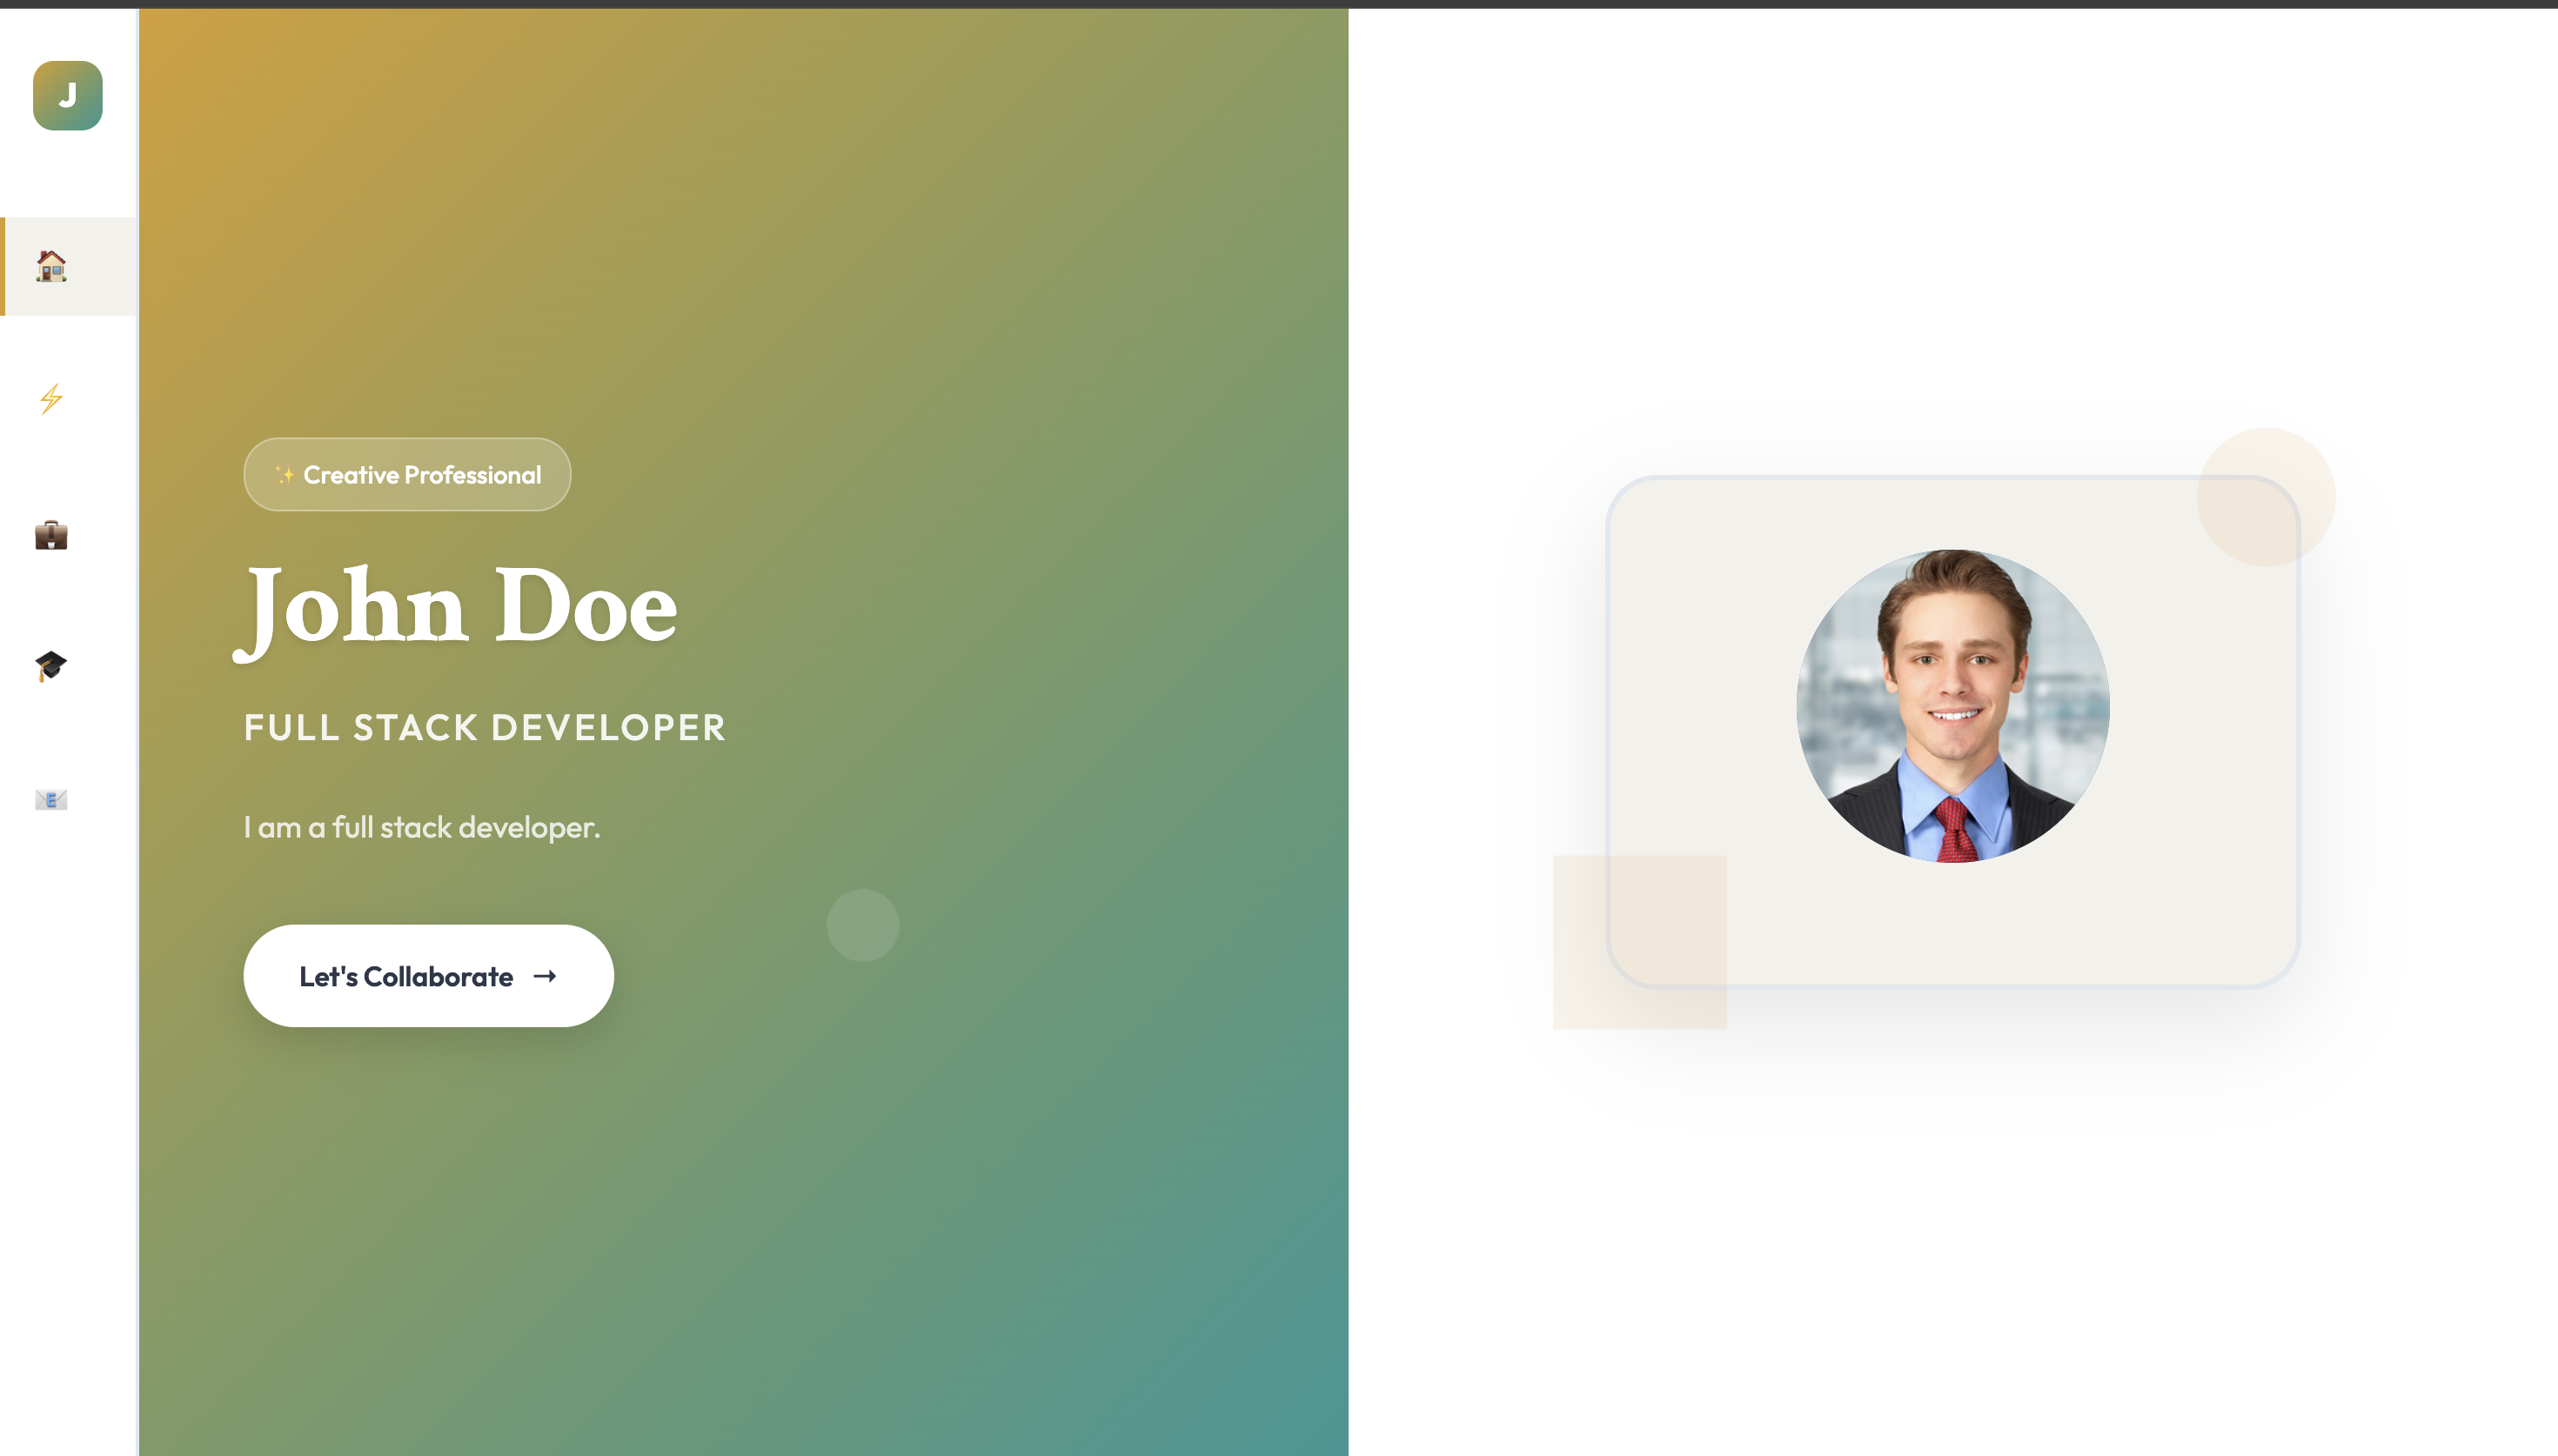 J
✨ Creative Professional
John Doe
FULL STACK DEVELOPER
I am a full stack developer.
Let's Collaborate →